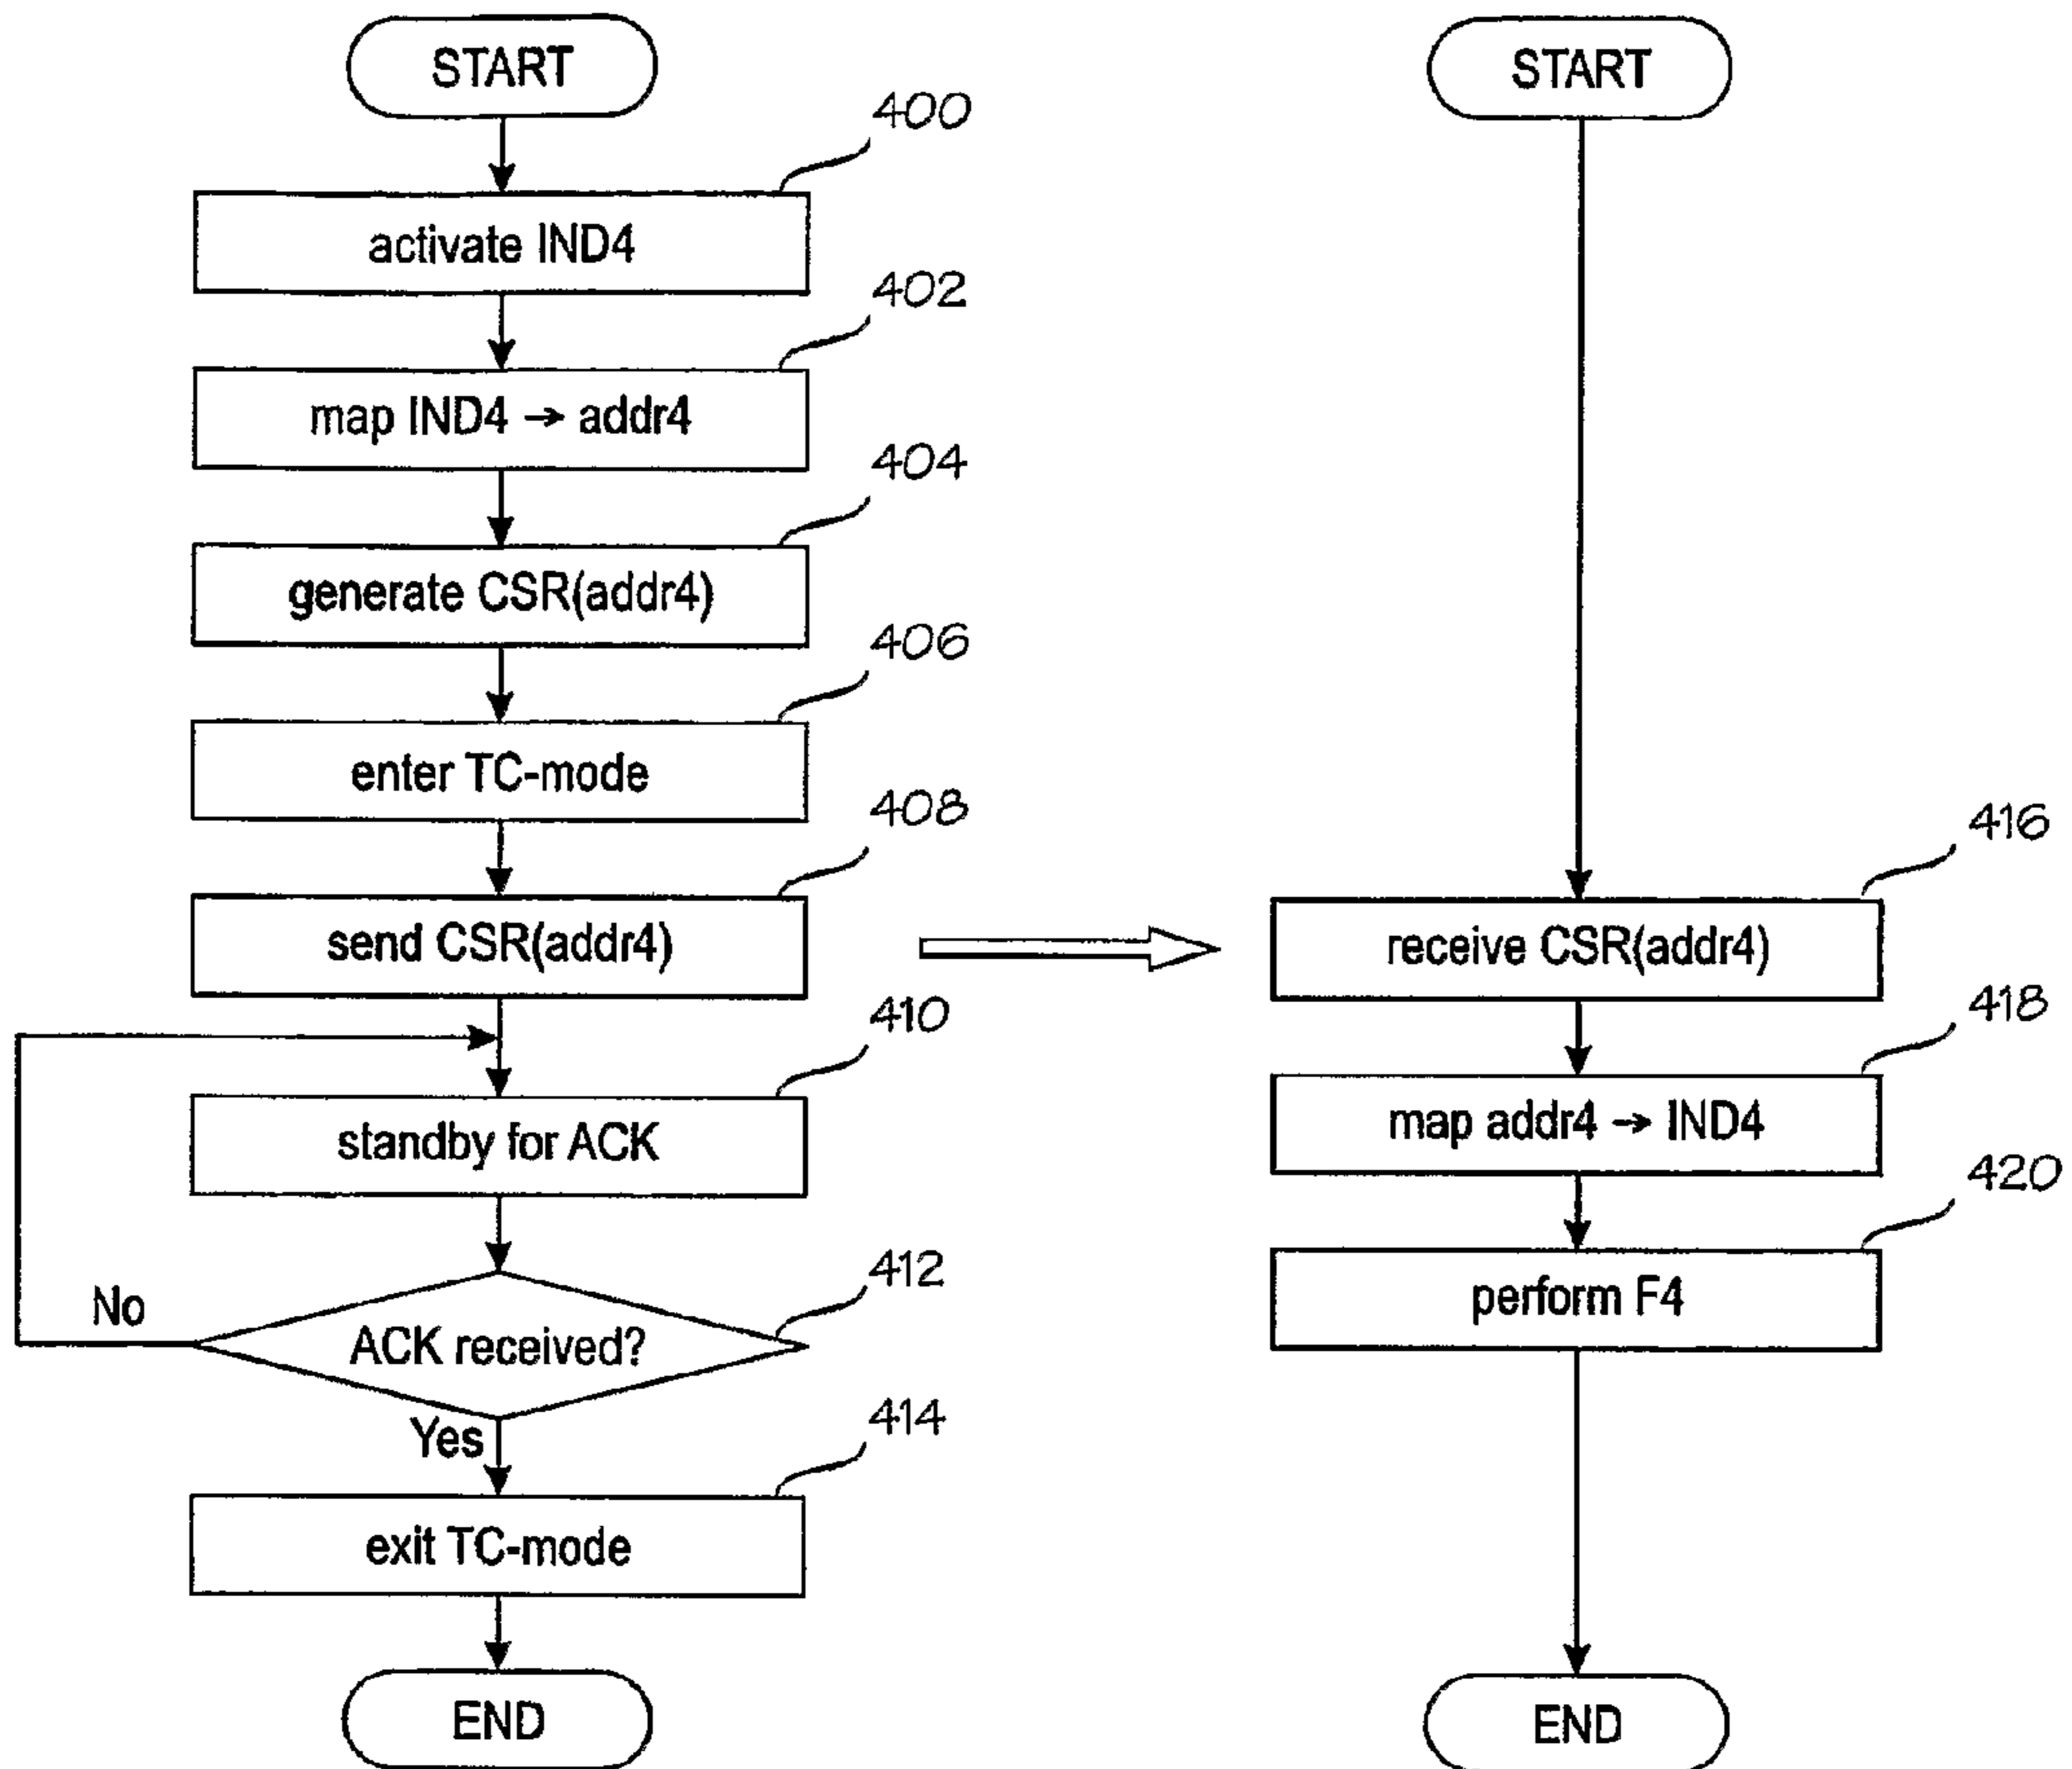 START
400
activate IND4
402
map IND4 → addr4
404
generate CSR(addr4)
406
enter TC-mode
408
send CSR(addr4)
410
standby for ACK
412
No
ACK received?
Yes
414
exit TC-mode
END
START
416
receive CSR(addr4)
418
map addr4 → IND4
420
perform F4
END